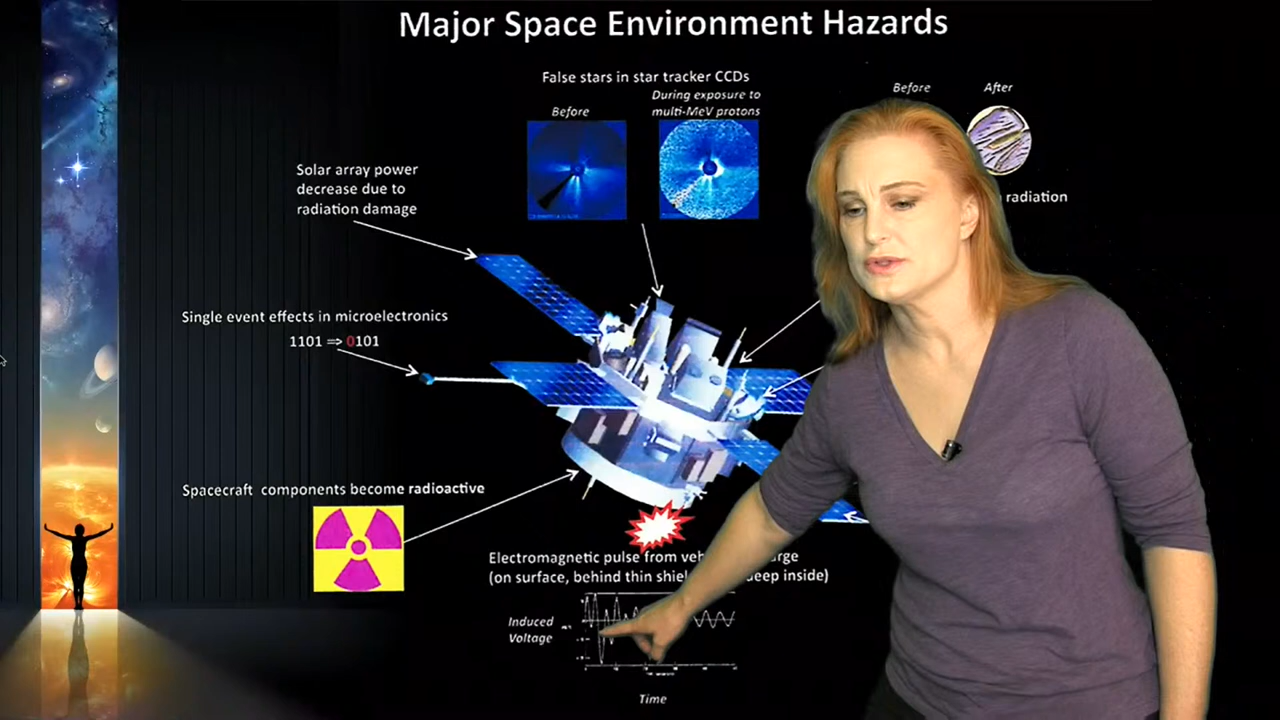 Major Space Environment Hazards
False stars in star tracker CCDs
Before
During exposure to
multi-MeV protons
Before
After
radiation
Solar array power
decrease due to
radiation damage
Single event effects in microelectronics
1101 => 0101
Spacecraft components become radioactive
Electromagnetic pulse from
(on surface, behind thin deep inside)
Induced
Voltage
Time